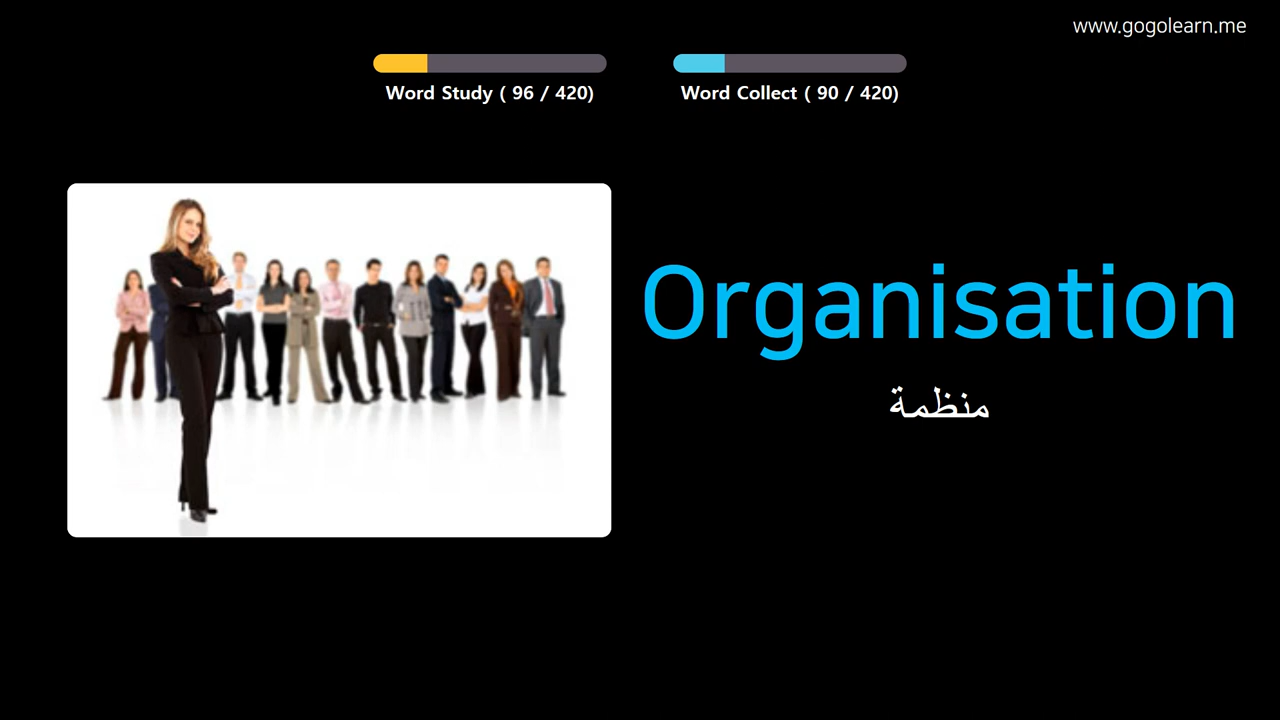 www.gogolearn.me
Word Study ( 96 / 420)
Word Collect ( 90 / 420)
Organisation
منظمة